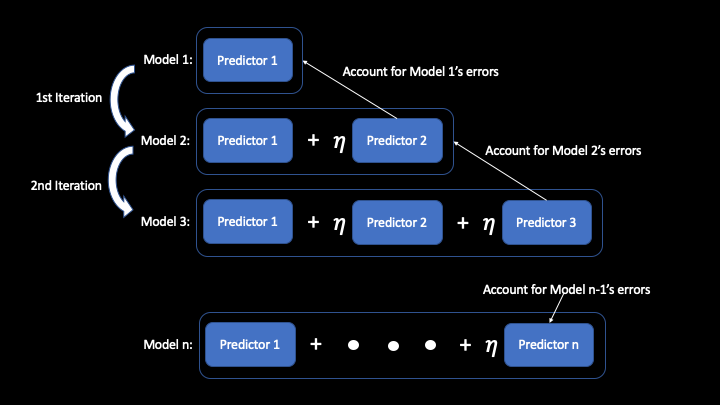 Model 1: Predictor 1
Account for Model 1's errors
1st Iteration
Model 2: Predictor 1 + η Predictor 2
Account for Model 2's errors
2nd Iteration
Model 3: Predictor 1 + η Predictor 2 + η Predictor 3
Account for Model n-1's errors
Model n: Predictor 1 + • • • + η Predictor n